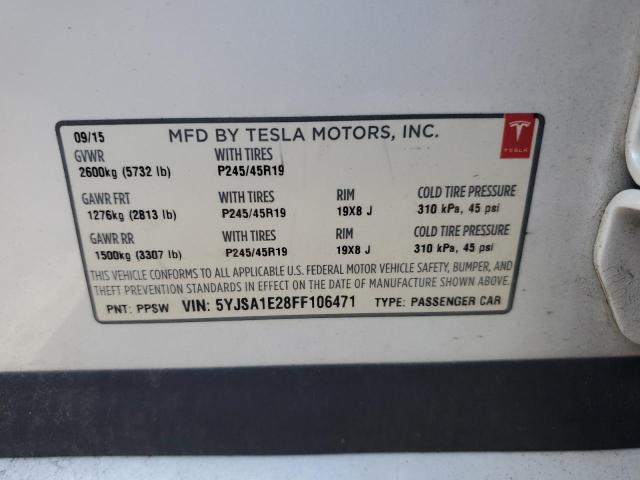 09/15 MFD BY TESLA MOTORS, INC.
TESLA
GVWR WITH TIRES
2600kg (5732 lb) P245/45R19
GAWR FRT WITH TIRES RIM COLD TIRE PRESSURE
1276kg (2813 lb) P245/45R19 19X8 J 310 kPa, 45 psi
GAWR RR WITH TIRES RIM COLD TIRE PRESSURE
1500kg (3307 lb) P245/45R19 19X8 J 310 kPa, 45 psi
THIS VEHICLE CONFORMS TO ALL APPLICABLE U.S. FEDERAL MOTOR VEHICLE SAFETY, BUMPER, AND
THEFT PREVENTION STANDARDS IN EFFECT ON THE DATE OF MANUFACTURE SHOWN ABOVE.
PNT: PPSW VIN: 5YJSA1E28FF106471 TYPE: PASSENGER CAR